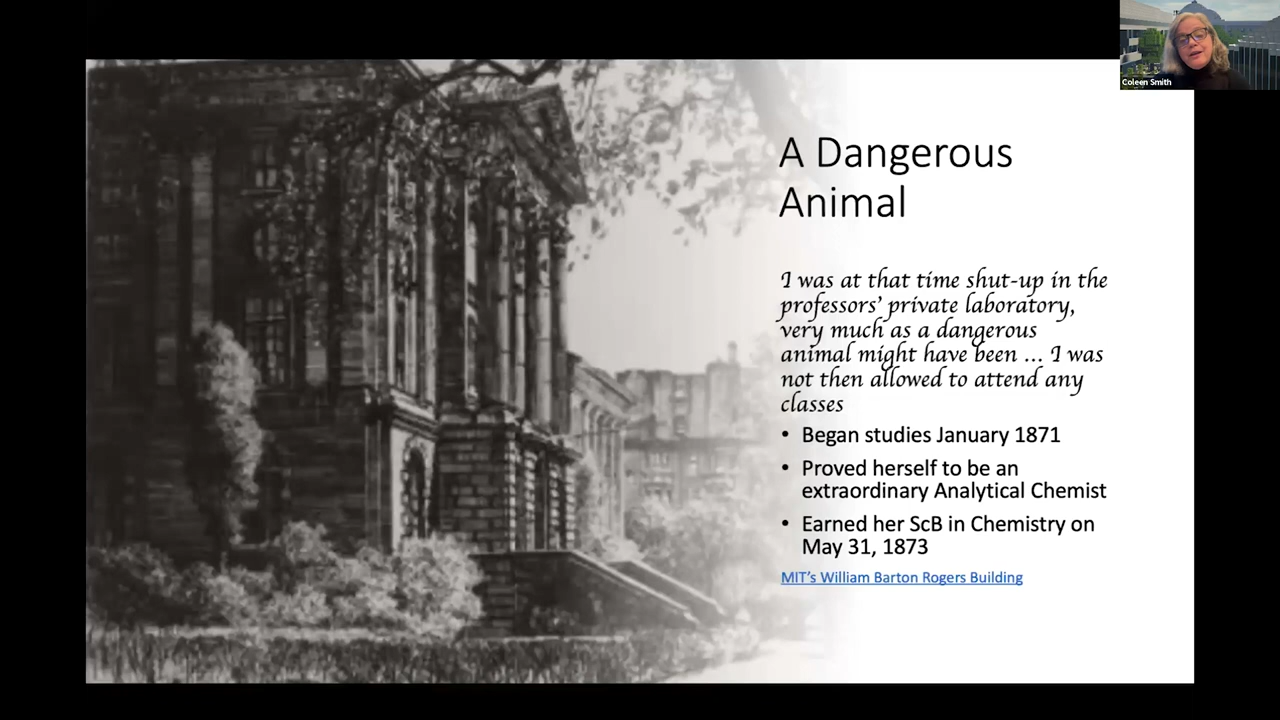 Coleen Smith
A Dangerous
Animal
I was at that time shut-up in the
professors' private laboratory,
very much as a dangerous
animal might have been ... I was
not then allowed to attend any
classes
• Began studies January 1871
• Proved herself to be an
extraordinary Analytical Chemist
• Earned her ScB in Chemistry on
May 31, 1873
MIT's William Barton Rogers Building